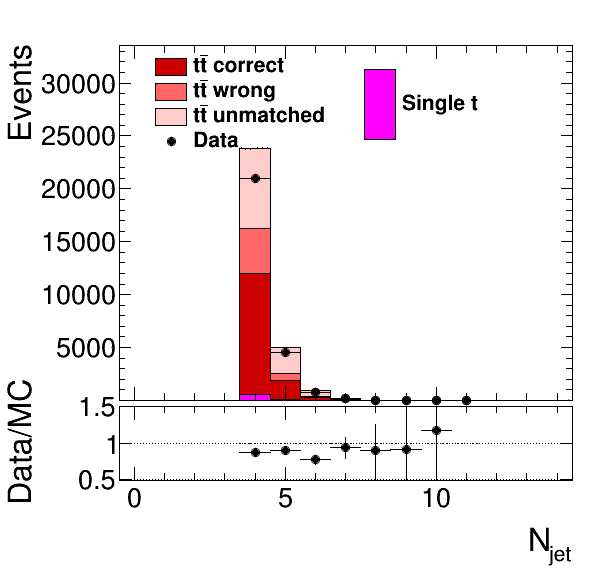 Events
30000
25000
20000
15000
10000
5000
tt̄ correct
tt̄ wrong
tt̄ unmatched
Data
Single t
Data/MC
1.5
1
0.5
0 5 10
N_jet